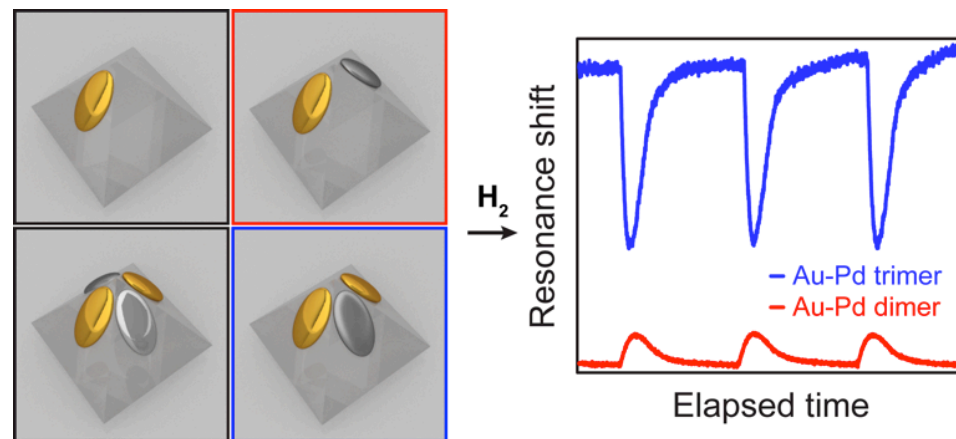 H₂
Resonance shift
Au-Pd trimer
Au-Pd dimer
Elapsed time